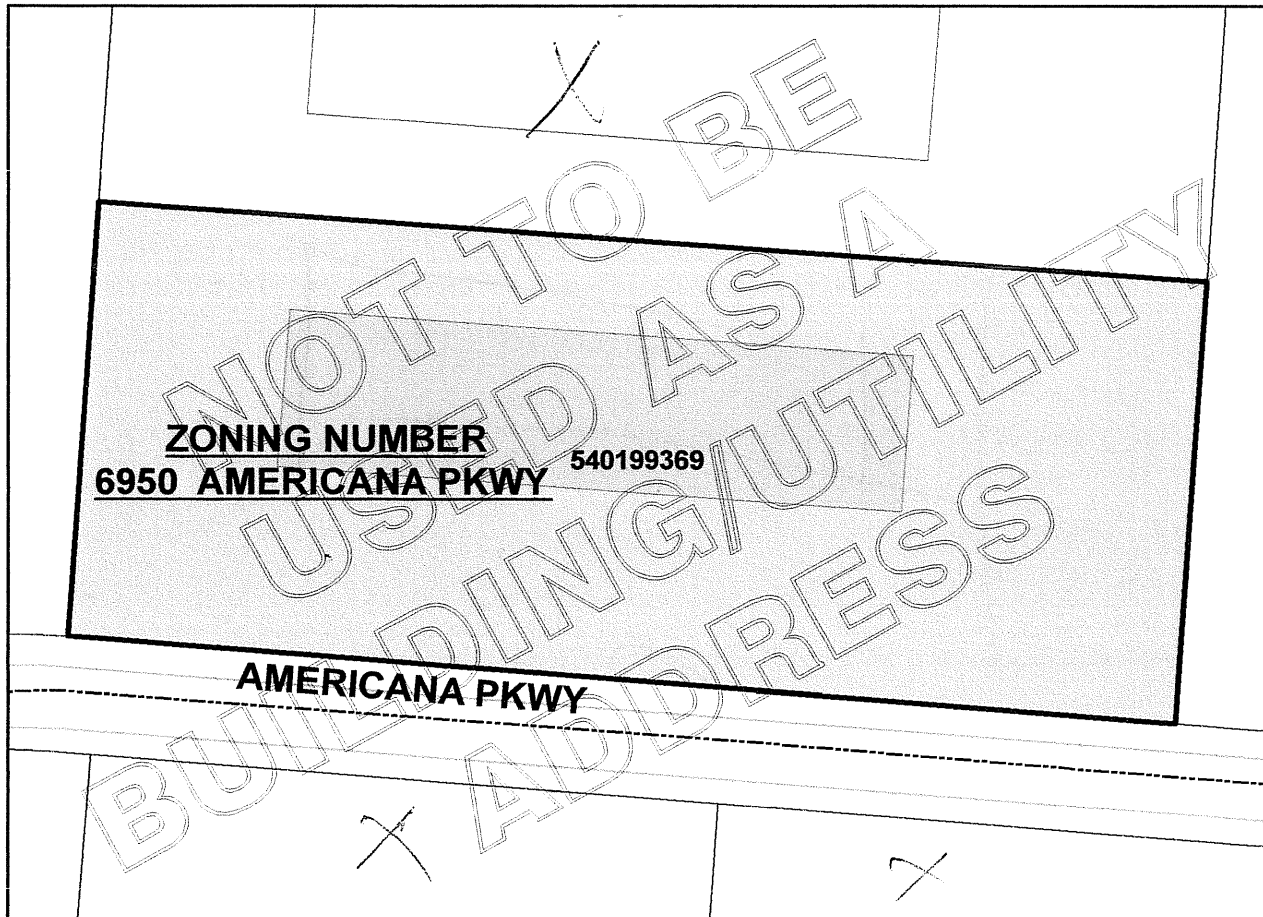 ZONING NUMBER
6950 AMERICANA PKWY
540199369
AMERICANA PKWY
NOT TO BE
USED AS A
BUILDING/UTILITY
ADDRESS